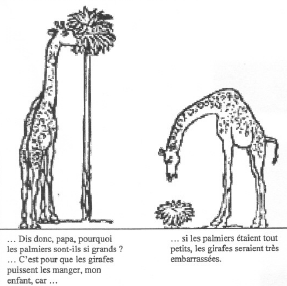 ... Dis donc, papa, pourquoi
les palmiers sont-ils si grands ?
... C'est pour que les girafes
puissent les manger, mon
enfant, car ...
... si les palmiers étaient tout
petits, les girafes seraient très
embarrassées.